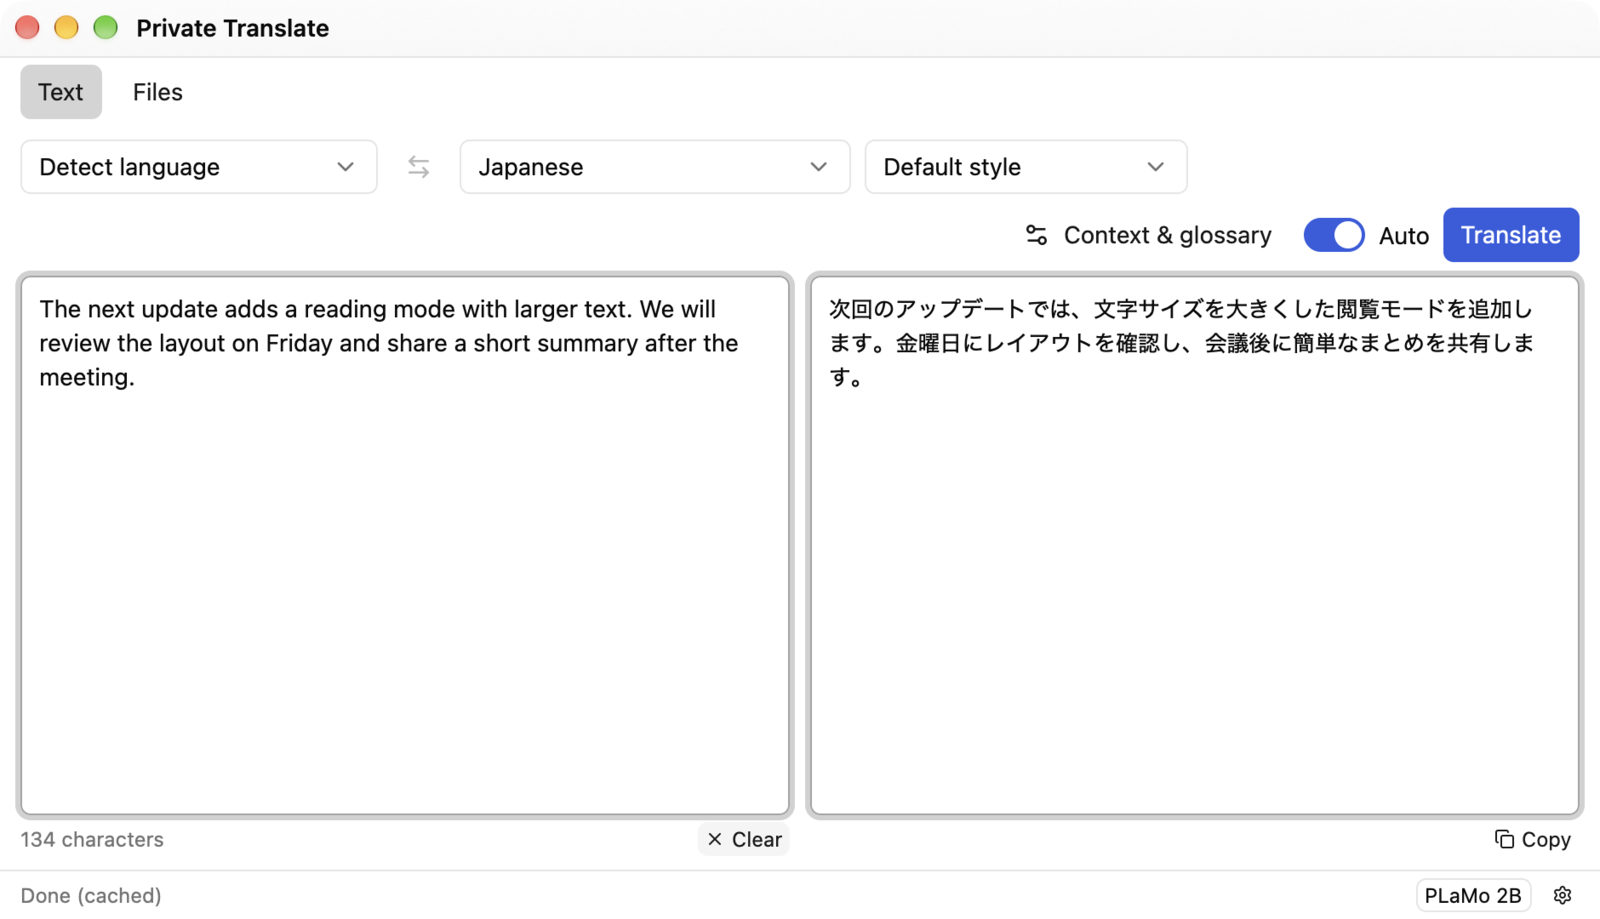 Private Translate
Text
Files
Detect language
Japanese
Default style
Context & glossary
Auto
Translate
The next update adds a reading mode with larger text. We will
review the layout on Friday and share a short summary after the
meeting.
次回のアップデートでは、文字サイズを大きくした閲覧モードを追加し
ます。金曜日にレイアウトを確認し、会議後に簡単なまとめを共有しま
す。
134 characters
Clear
Copy
Done (cached)
PLaMo 2B